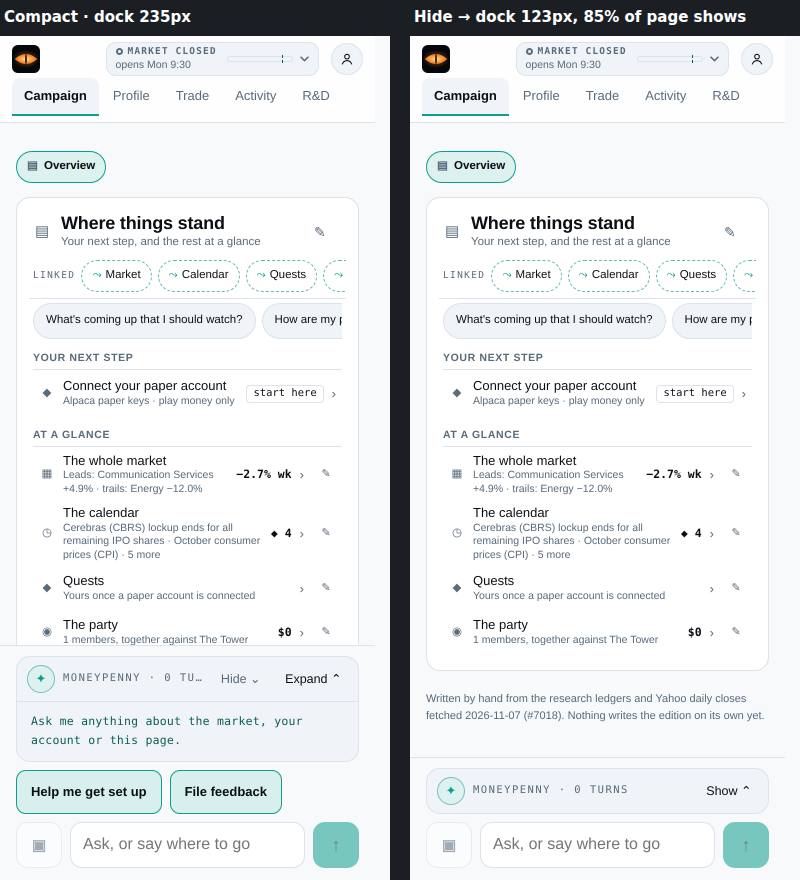 Compact · dock 235px
MARKET CLOSED
opens Mon 9:30
Campaign Profile Trade Activity R&D
Overview
Where things stand
Your next step, and the rest at a glance
LINKED Market Calendar Quests
What's coming up that I should watch? How are my p
YOUR NEXT STEP
Connect your paper account
Alpaca paper keys · play money only
start here
AT A GLANCE
The whole market
Leads: Communication Services
+4.9% · trails: Energy −12.0%
−2.7% wk
The calendar
Cerebras (CBRS) lockup ends for all
remaining IPO shares · October consumer
prices (CPI) · 5 more
◆ 4
Quests
Yours once a paper account is connected
The party
1 members, together against The Tower
$0
MONEYPENNY · 0 TU… Hide Expand
Ask me anything about the market, your
account or this page.
Help me get set up File feedback
Ask, or say where to go
Hide → dock 123px, 85% of page shows
MARKET CLOSED
opens Mon 9:30
Campaign Profile Trade Activity R&D
Overview
Where things stand
Your next step, and the rest at a glance
LINKED Market Calendar Quests
What's coming up that I should watch? How are my p
YOUR NEXT STEP
Connect your paper account
Alpaca paper keys · play money only
start here
AT A GLANCE
The whole market
Leads: Communication Services
+4.9% · trails: Energy −12.0%
−2.7% wk
The calendar
Cerebras (CBRS) lockup ends for all
remaining IPO shares · October consumer
prices (CPI) · 5 more
◆ 4
Quests
Yours once a paper account is connected
The party
1 members, together against The Tower
$0
Written by hand from the research ledgers and Yahoo daily closes
fetched 2026-11-07 (#7018). Nothing writes the edition on its own yet.
MONEYPENNY · 0 TURNS Show
Ask, or say where to go